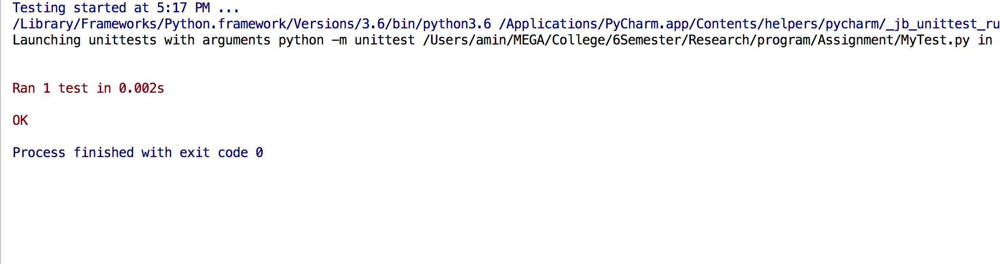 Testing started at 5:17 PM ...
/Library/Frameworks/Python.framework/Versions/3.6/bin/python3.6 /Applications/PyCharm.app/Contents/helpers/pycharm/_jb_unittest_ru
Launching unittests with arguments python -m unittest /Users/amin/MEGA/College/6Semester/Research/program/Assignment/MyTest.py in
Ran 1 test in 0.002s
OK
Process finished with exit code 0